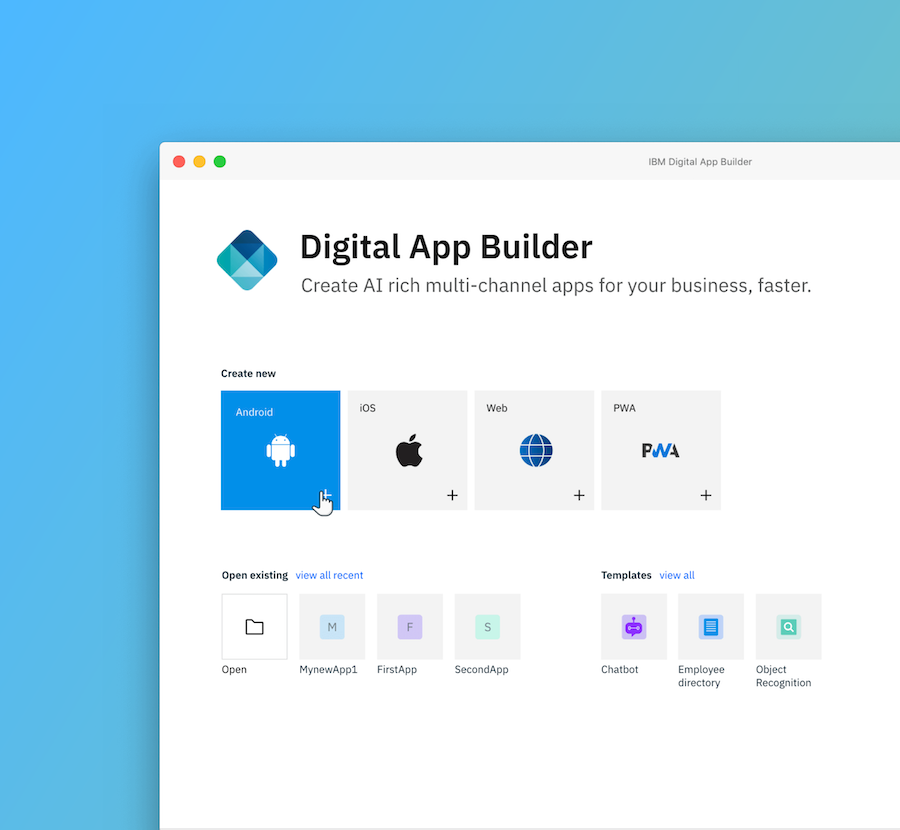 IBM Digital App Builder
Digital App Builder
Create AI rich multi-channel apps for your business, faster.
Create new
Android
iOS
Web
PWA
PWA
Open existing view all recent
Templates view all
M
F
S
Open
MynewApp1
FirstApp
SecondApp
Chatbot
Employee
directory
Object
Recognition